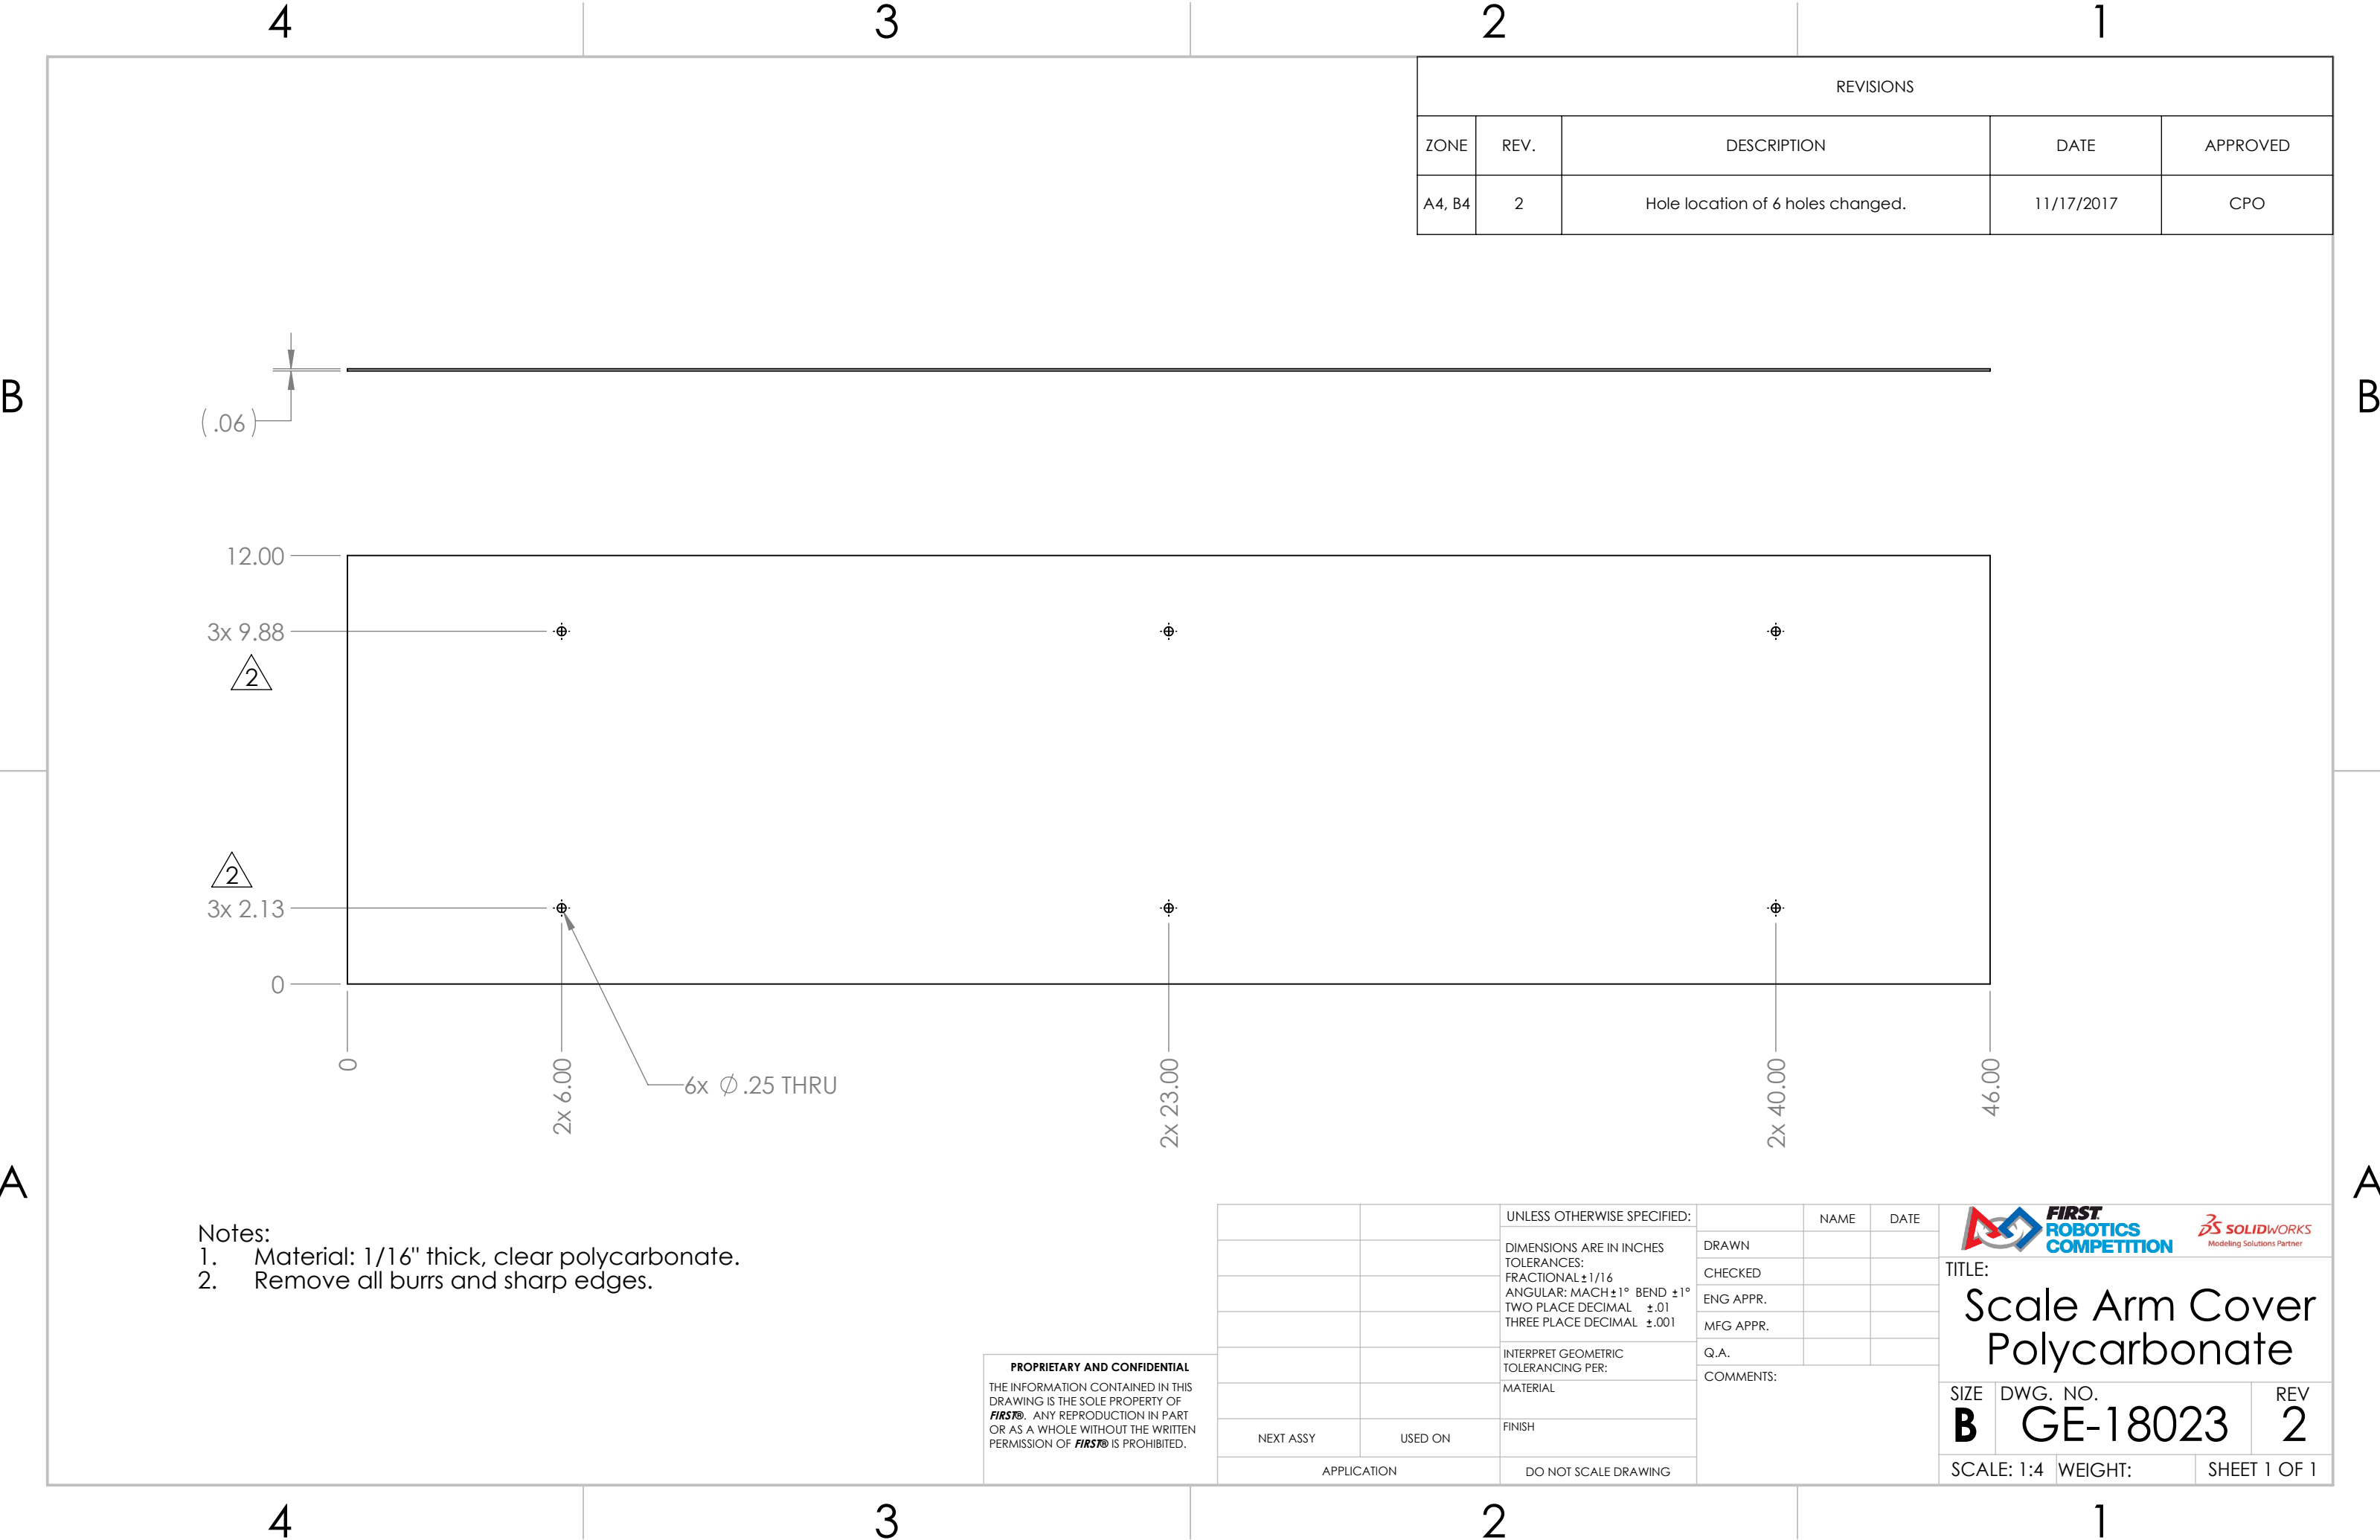 4 3 2 1
REVISIONS
ZONE REV. DESCRIPTION DATE APPROVED
A4, B4 2 Hole location of 6 holes changed. 11/17/2017 CPO
B B
( .06 )
12.00
3x 9.88
2
2
3x 2.13
0
0
2x 6.00
6x ∅ .25 THRU
2x 23.00
2x 40.00
46.00
A A
Notes:
1. Material: 1/16" thick, clear polycarbonate.
2. Remove all burrs and sharp edges.
PROPRIETARY AND CONFIDENTIAL
THE INFORMATION CONTAINED IN THIS
DRAWING IS THE SOLE PROPERTY OF
FIRST®. ANY REPRODUCTION IN PART
OR AS A WHOLE WITHOUT THE WRITTEN
PERMISSION OF FIRST® IS PROHIBITED.
NEXT ASSY USED ON
APPLICATION
UNLESS OTHERWISE SPECIFIED:
DIMENSIONS ARE IN INCHES
TOLERANCES:
FRACTIONAL ±1/16
ANGULAR: MACH ±1° BEND ±1°
TWO PLACE DECIMAL ±.01
THREE PLACE DECIMAL ±.001
INTERPRET GEOMETRIC
TOLERANCING PER:
MATERIAL
FINISH
DO NOT SCALE DRAWING
NAME DATE
DRAWN
CHECKED
ENG APPR.
MFG APPR.
Q.A.
COMMENTS:
FIRST®
ROBOTICS
COMPETITION
SOLIDWORKS
Modeling Solutions Partner
TITLE:
Scale Arm Cover
Polycarbonate
SIZE DWG. NO. REV
B GE-18023 2
SCALE: 1:4 WEIGHT: SHEET 1 OF 1
4 3 2 1